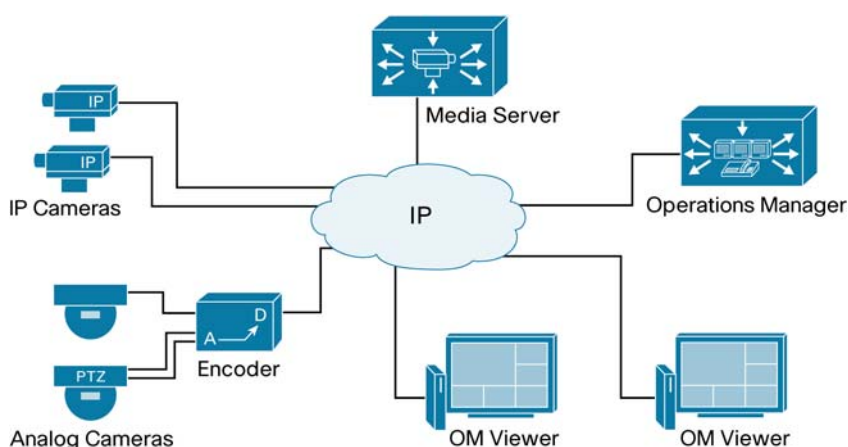 Media Server
IP
IP
IP Cameras
IP
Operations Manager
D
A
Encoder
PTZ
Analog Cameras
OM Viewer
OM Viewer